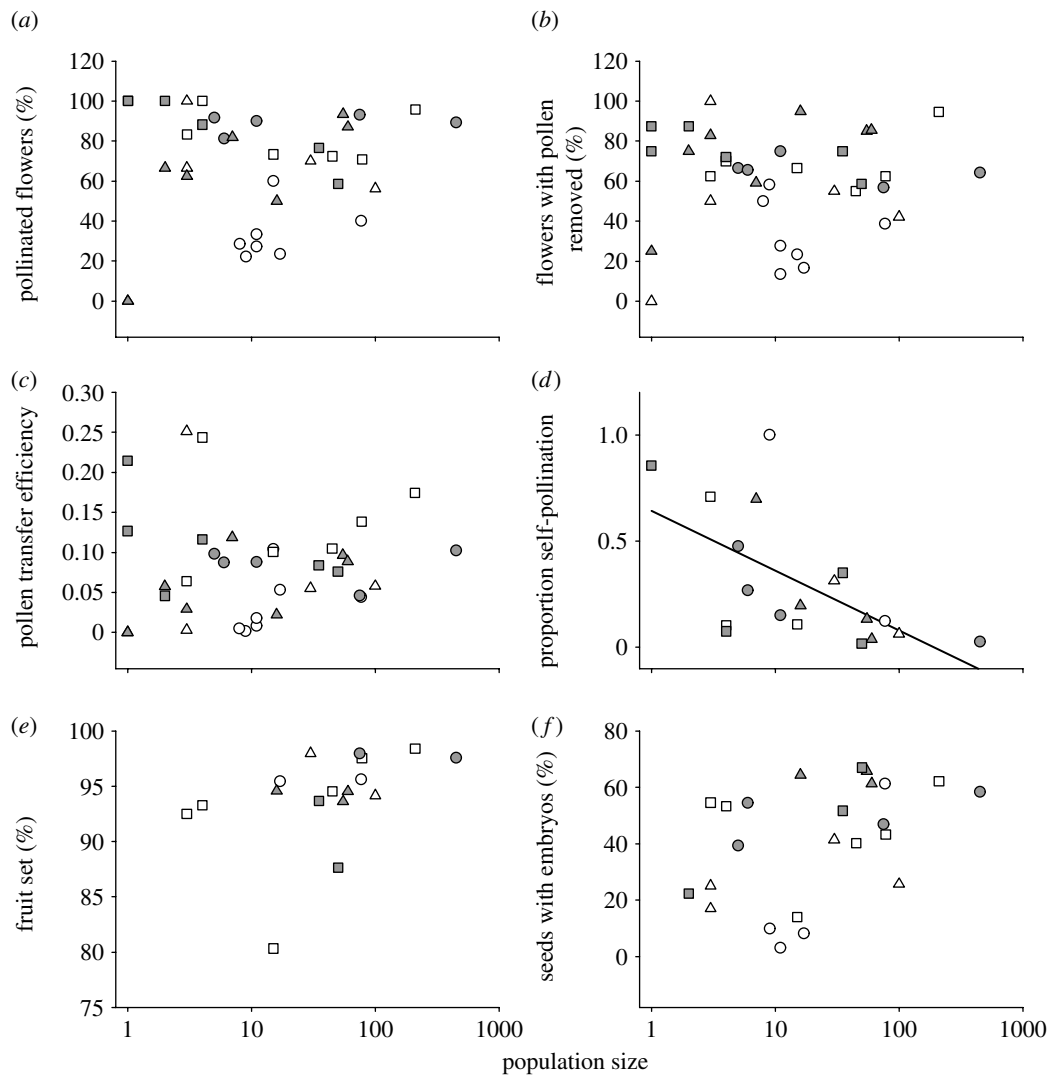 (a)
120
100
80
60
40
20
0
pollinated flowers (%)
(b)
120
100
80
60
40
20
0
flowers with pollen
removed (%)
(c)
0.30
0.25
0.20
0.15
0.10
0.05
0
pollen transfer efficiency
(d)
1.0
0.5
0
proportion self-pollination
(e)
100
95
90
85
80
75
fruit set (%)
1 10 100 1000
(f)
80
60
40
20
0
seeds with embryos (%)
1 10 100 1000
population size